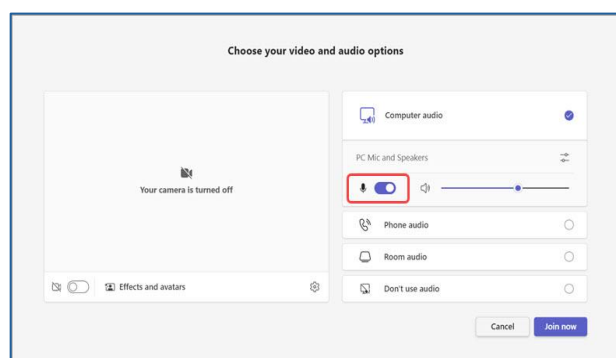 Choose your video and audio options
Your camera is turned off
Effects and avatars
Computer audio
PC Mic and Speakers
Phone audio
Room audio
Don't use audio
Cancel
Join now